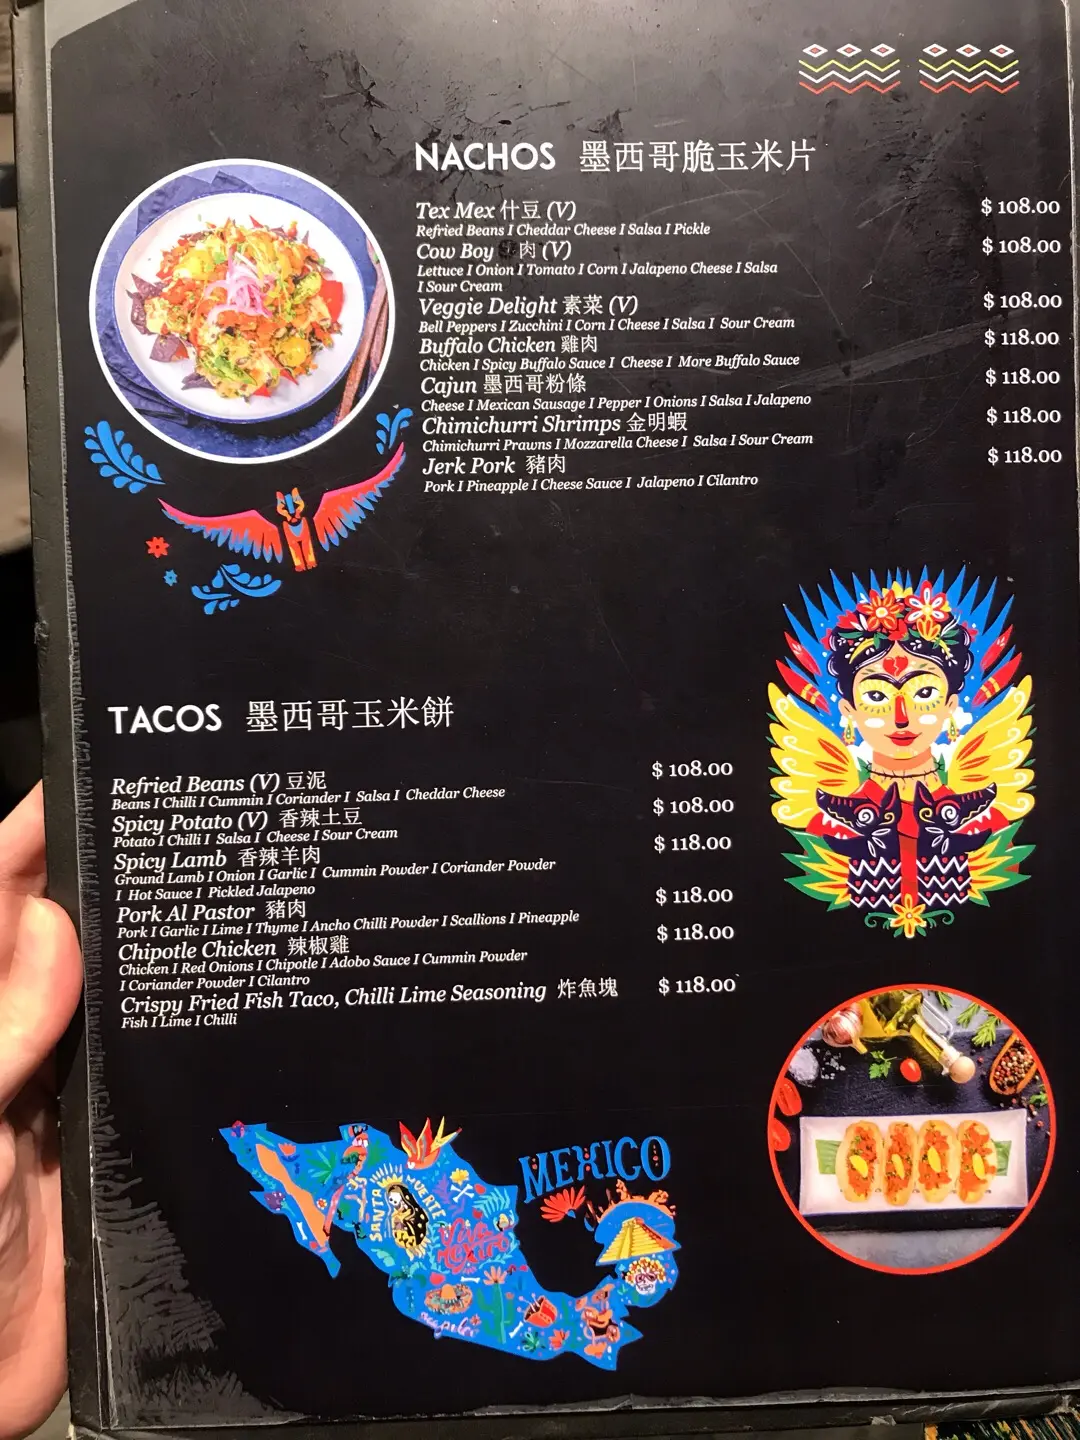 NACHOS 墨西哥脆玉米片
Tex Mex 什豆 (V) $ 108.00
Refried Beans I Cheddar Cheese I Salsa I Pickle
Cow Boy 肉 (V) $ 108.00
Lettuce I Onion I Tomato I Corn I Jalapeno Cheese I Salsa
I Sour Cream
Veggie Delight 素菜 (V) $ 108.00
Bell Peppers I Zucchini I Corn I Cheese I Salsa I Sour Cream
Buffalo Chicken 雞肉 $ 118.00
Chicken I Spicy Buffalo Sauce I Cheese I More Buffalo Sauce
Cajun 墨西哥粉條 $ 118.00
Cheese I Mexican Sausage I Pepper I Onions I Salsa I Jalapeno
Chimichurri Shrimps 金明蝦 $ 118.00
Chimichurri Prawns I Mozzarella Cheese I Salsa I Sour Cream
Jerk Pork 豬肉 $ 118.00
Pork I Pineapple I Cheese Sauce I Jalapeno I Cilantro
TACOS 墨西哥玉米餅
Refried Beans (V) 豆泥 $ 108.00
Beans I Chilli I Cummin I Coriander I Salsa I Cheddar Cheese
Spicy Potato (V) 香辣土豆 $ 108.00
Potato I Chilli I Salsa I Cheese I Sour Cream
Spicy Lamb 香辣羊肉 $ 118.00
Ground Lamb I Onion I Garlic I Cummin Powder I Coriander Powder
I Hot Sauce I Pickled Jalapeno
Pork Al Pastor 豬肉 $ 118.00
Pork I Garlic I Lime I Thyme I Ancho Chilli Powder I Scallions I Pineapple
Chipotle Chicken 辣椒雞 $ 118.00
Chicken I Red Onions I Chipotle I Adobo Sauce I Cummin Powder
I Coriander Powder I Cilantro
Crispy Fried Fish Taco, Chilli Lime Seasoning 炸魚塊 $ 118.00
Fish I Lime I Chilli
MEXICO
SANTA MUERTE
Viva Mexico
acapulco